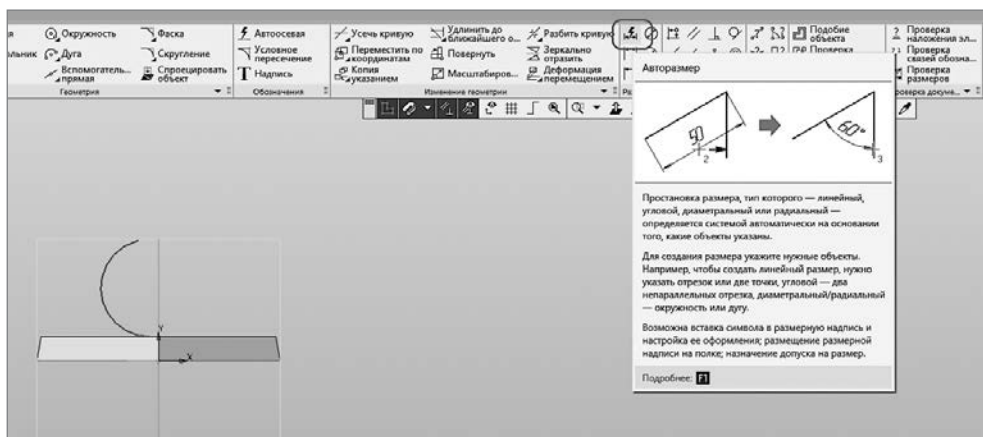 я Окружность Фаска Автоосевая Усечь кривую Удлинить до ближайшего о... Разбить кривую Подобие объекта Проверка наложения эл...
льник Дуга Скругление Условное пересечение Переместить по координатам Повернуть Зеркально отразить Проверка Проверка связей обозна...
Вспомогатель... прямая Спроецировать объект Надпись Копия указанием Масштабиров... Деформация перемещением Проверка размеров
Геометрия Обозначения Изменение геометрии Ра
Авторазмер
50
2
60°
3
Простановка размера, тип которого — линейный,
угловой, диаметральный или радиальный —
определяется системой автоматически на основании
того, какие объекты указаны.
Для создания размера укажите нужные объекты.
Например, чтобы создать линейный размер, нужно
указать отрезок или две точки, угловой — два
непараллельных отрезка, диаметральный/радиальный
— окружность или дугу.
Возможна вставка символа в размерную надпись и
настройка ее оформления; размещение размерной
надписи на полке; назначение допуска на размер.
Подробнее: F1
Y
X